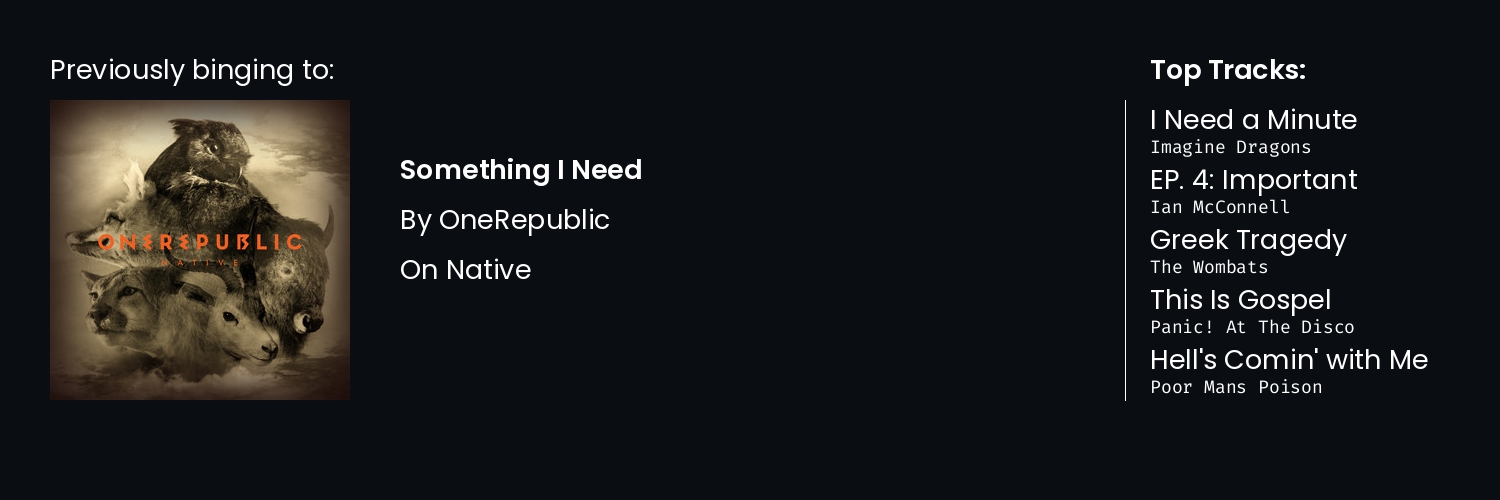 Previously binging to:
ONEREPUBLIC
NATIVE
Something I Need
By OneRepublic
On Native
Top Tracks:
I Need a Minute
Imagine Dragons
EP. 4: Important
Ian McConnell
Greek Tragedy
The Wombats
This Is Gospel
Panic! At The Disco
Hell's Comin' with Me
Poor Mans Poison